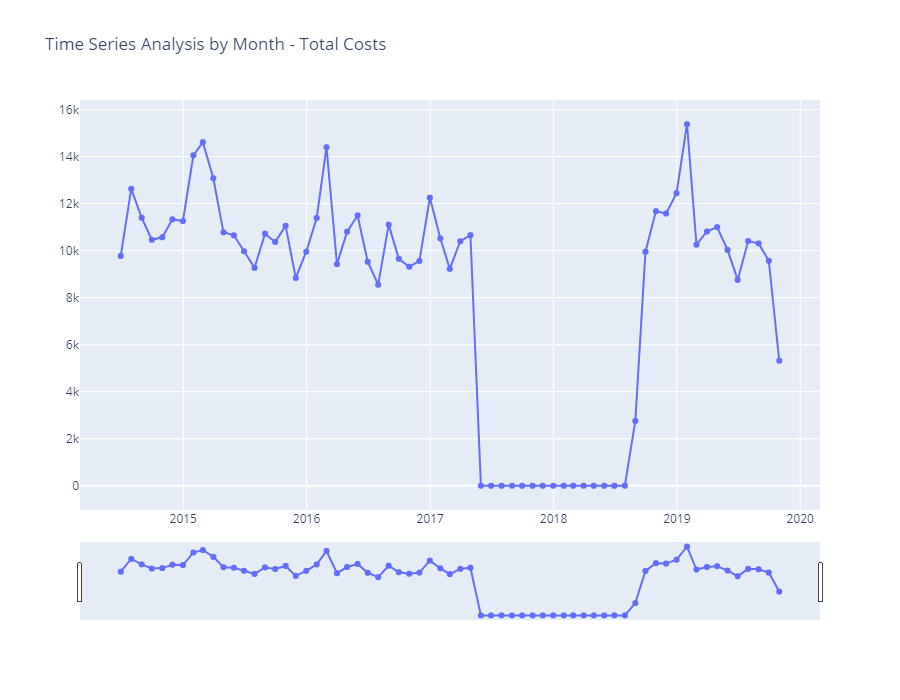 Time Series Analysis by Month - Total Costs
16k
14k
12k
10k
8k
6k
4k
2k
0
2015 2016 2017 2018 2019 2020